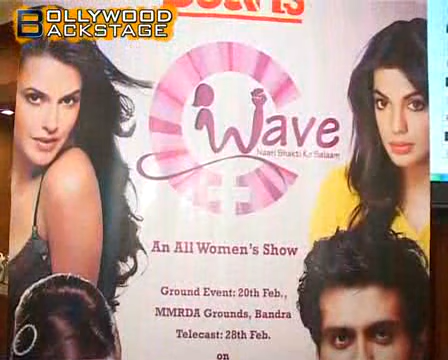 BOLLYWOOD
BACKSTAGE
iWave
Naari Shakti Ko Salaam
An All Women's Show
Ground Event: 20th Feb.,
MMRDA Grounds, Bandra
Telecast: 28th Feb.
on